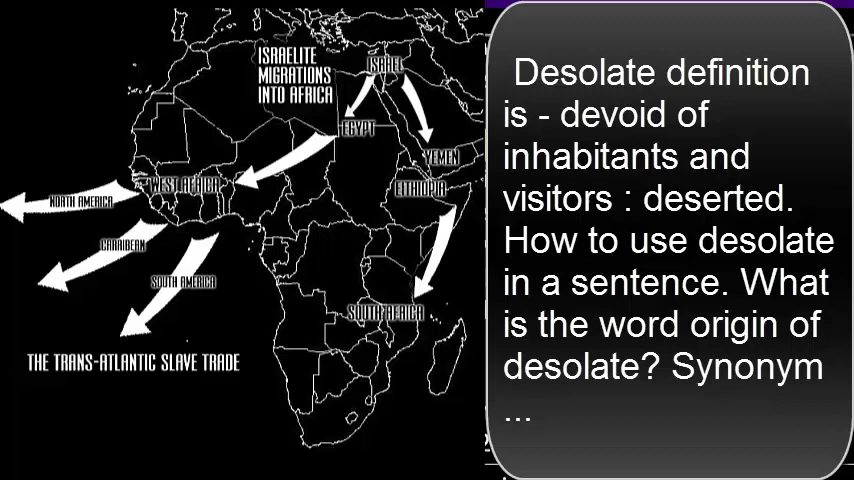 ISRAELITE
MIGRATIONS
INTO AFRICA
ISRAEL
EGYPT
YEMEN
WEST AFRICA
EITHIOPIA
NORTH AMERICA
CARRIBEAN
SOUTH AMERICA
SOUTH AFRICA
THE TRANS-ATLANTIC SLAVE TRADE
Desolate definition
is - devoid of
inhabitants and
visitors : deserted.
How to use desolate
in a sentence. What
is the word origin of
desolate? Synonym
...